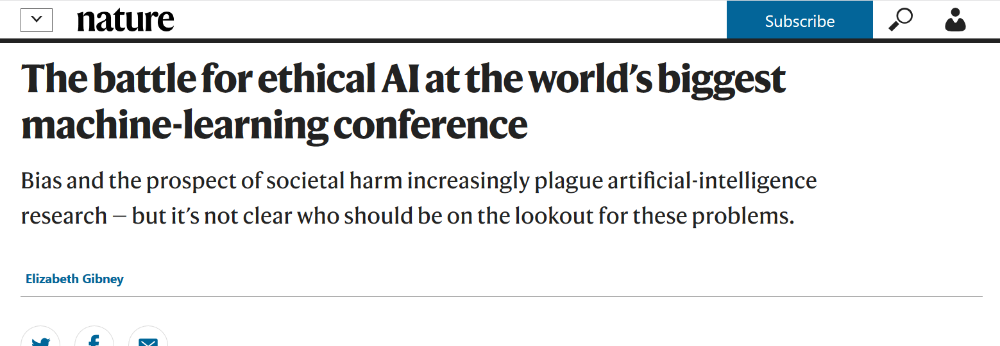 nature
Subscribe
The battle for ethical AI at the world’s biggest
machine-learning conference
Bias and the prospect of societal harm increasingly plague artificial-intelligence
research — but it’s not clear who should be on the lookout for these problems.
Elizabeth Gibney